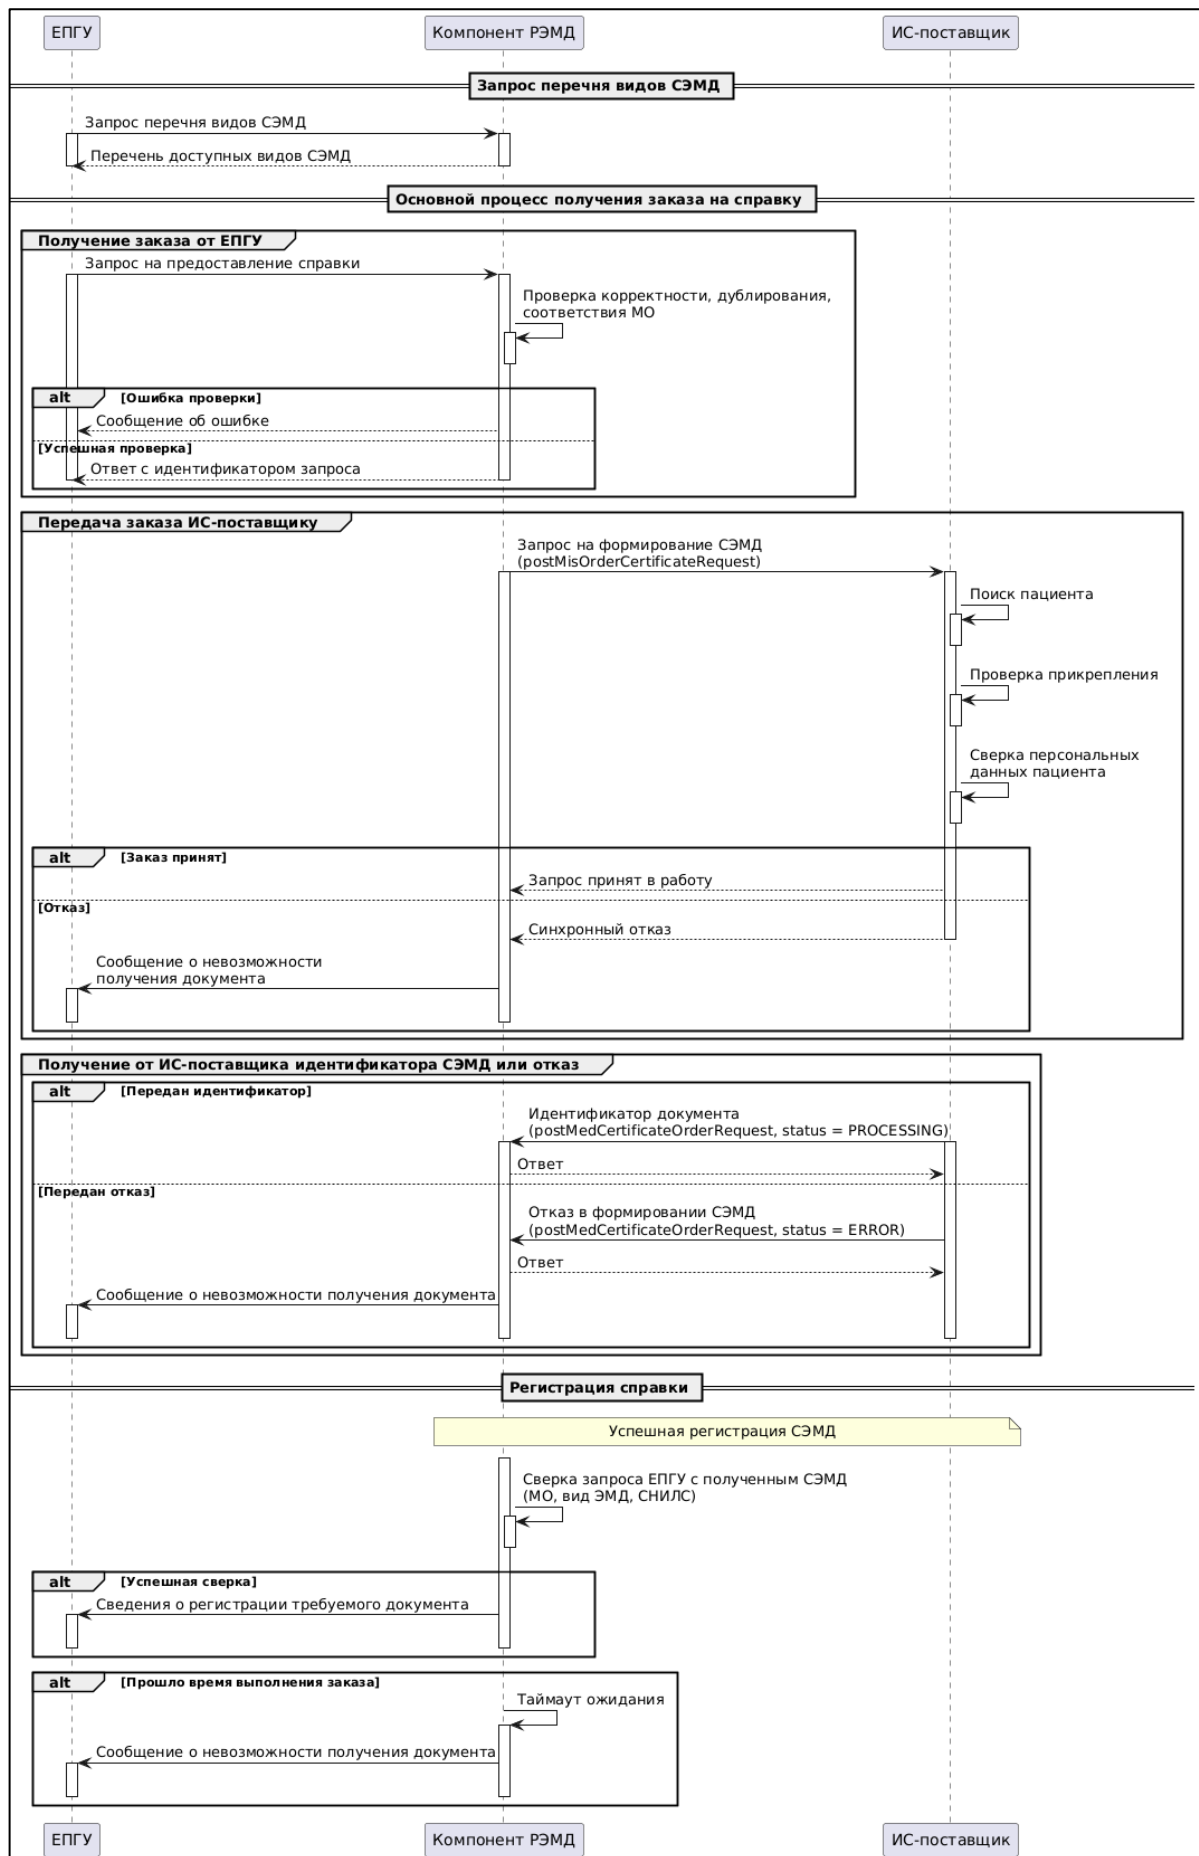 ЕПГУ
Компонент РЭМД
ИС-поставщик
Запрос перечня видов СЭМД
Запрос перечня видов СЭМД
Перечень доступных видов СЭМД
Основной процесс получения заказа на справку
Получение заказа от ЕПГУ
Запрос на предоставление справки
Проверка корректности, дублирования,
соответствия МО
alt
[Ошибка проверки]
Сообщение об ошибке
[Успешная проверка]
Ответ с идентификатором запроса
Передача заказа ИС-поставщику
Запрос на формирование СЭМД
(postMisOrderCertificateRequest)
Поиск пациента
Проверка прикрепления
Сверка персональных
данных пациента
alt
[Заказ принят]
Запрос принят в работу
[Отказ]
Синхронный отказ
Сообщение о невозможности
получения документа
Получение от ИС-поставщика идентификатора СЭМД или отказ
alt
[Передан идентификатор]
Идентификатор документа
(postMedCertificateOrderRequest, status = PROCESSING)
Ответ
[Передан отказ]
Отказ в формировании СЭМД
(postMedCertificateOrderRequest, status = ERROR)
Ответ
Сообщение о невозможности получения документа
Регистрация справки
Успешная регистрация СЭМД
Сверка запроса ЕПГУ с полученным СЭМД
(МО, вид ЭМД, СНИЛС)
alt
[Успешная сверка]
Сведения о регистрации требуемого документа
alt
[Прошло время выполнения заказа]
Таймаут ожидания
Сообщение о невозможности получения документа
ЕПГУ
Компонент РЭМД
ИС-поставщик